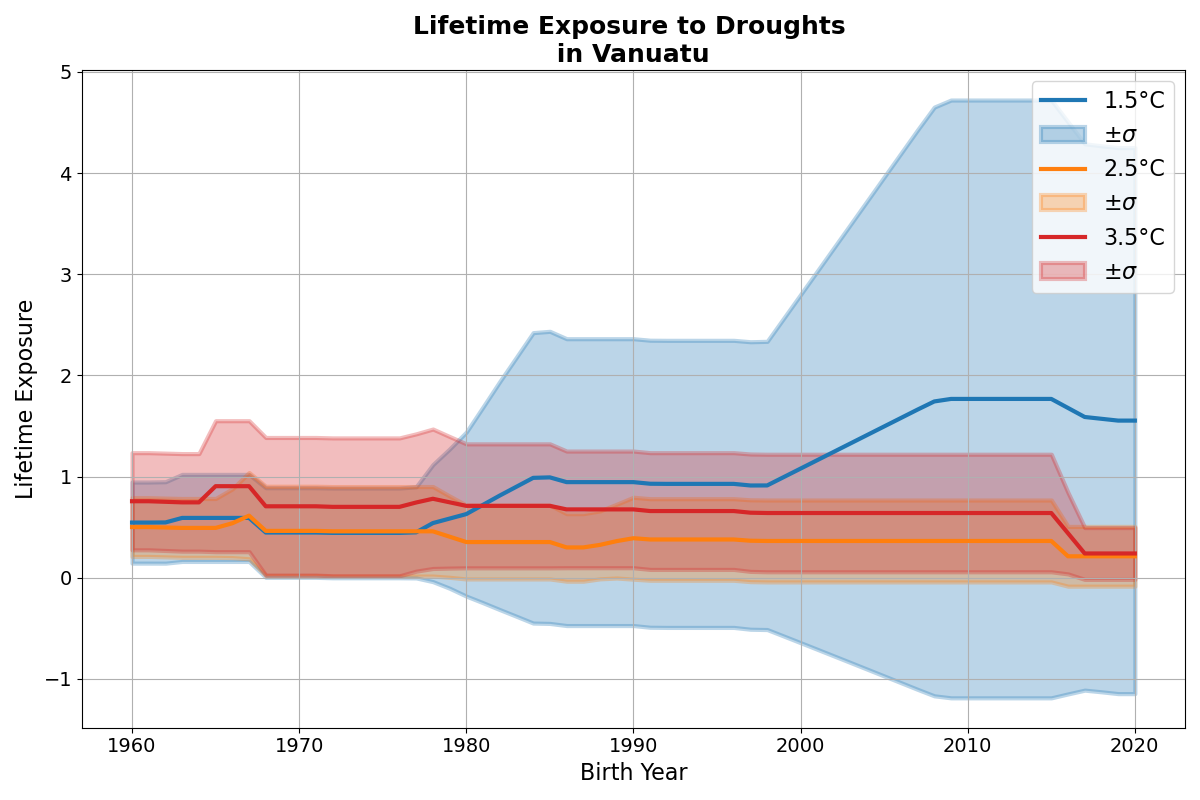 Lifetime Exposure to Droughts
in Vanuatu
5
4
3
2
1
0
−1
Lifetime Exposure
1960
1970
1980
1990
2000
2010
2020
Birth Year
1.5°C
±σ
2.5°C
±σ
3.5°C
±σ